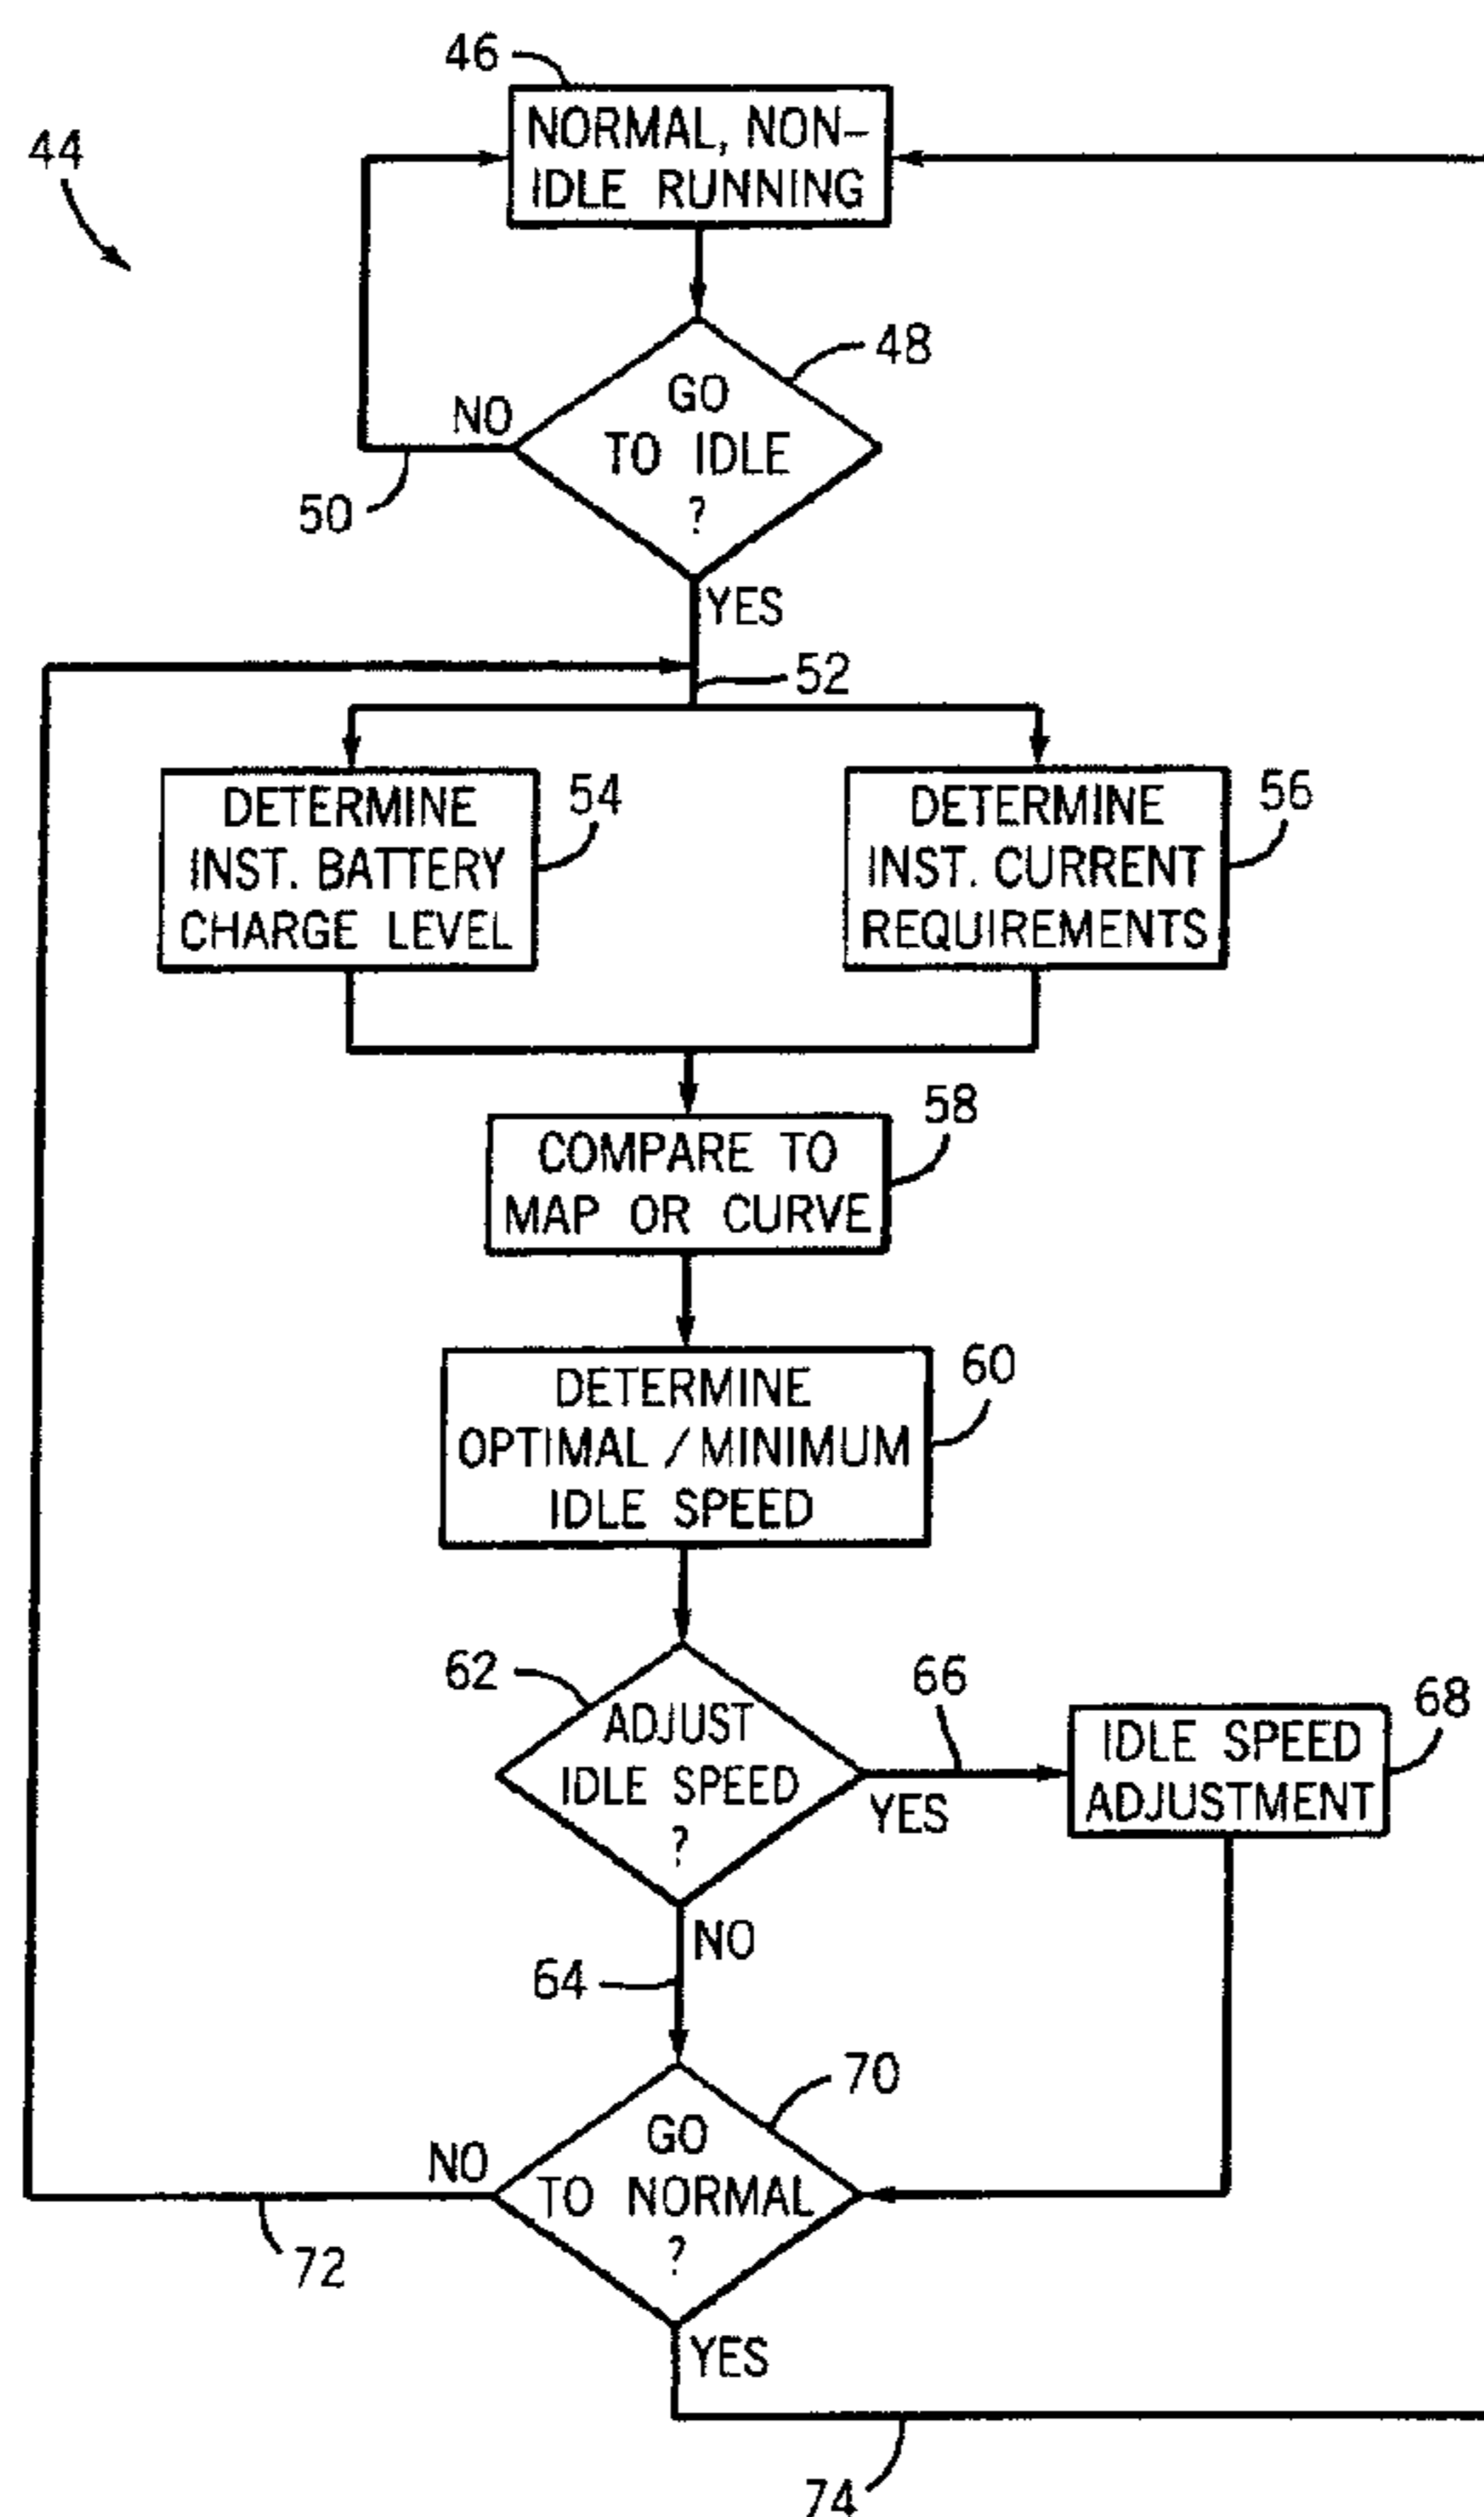 46
44
NORMAL, NON-
IDLE RUNNING
48
GO
TO IDLE
?
NO
50
YES
52
DETERMINE
INST. BATTERY
CHARGE LEVEL
54
DETERMINE
INST. CURRENT
REQUIREMENTS
56
58
COMPARE TO
MAP OR CURVE
60
DETERMINE
OPTIMAL/MINIMUM
IDLE SPEED
62
ADJUST
IDLE SPEED
?
66
YES
68
IDLE SPEED
ADJUSTMENT
NO
64
70
GO
TO NORMAL
?
NO
72
YES
74